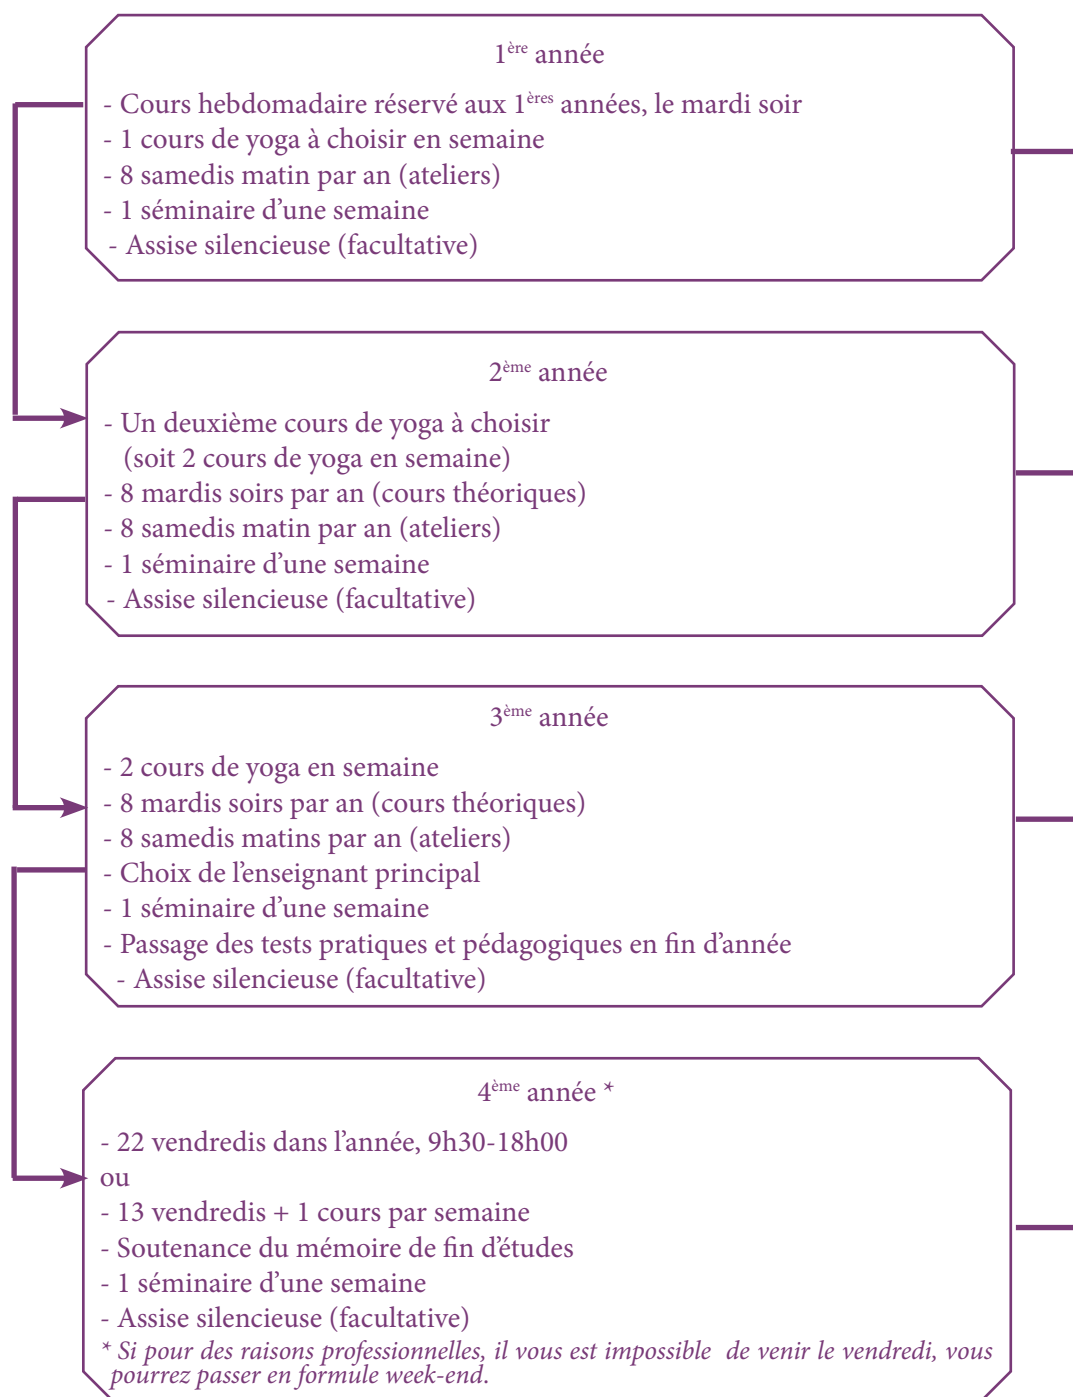 1ère année
- Cours hebdomadaire réservé aux 1ères années, le mardi soir
- 1 cours de yoga à choisir en semaine
- 8 samedis matin par an (ateliers)
- 1 séminaire d'une semaine
- Assise silencieuse (facultative)
2ème année
- Un deuxième cours de yoga à choisir
(soit 2 cours de yoga en semaine)
- 8 mardis soirs par an (cours théoriques)
- 8 samedis matin par an (ateliers)
- 1 séminaire d'une semaine
- Assise silencieuse (facultative)
3ème année
- 2 cours de yoga en semaine
- 8 mardis soirs par an (cours théoriques)
- 8 samedis matins par an (ateliers)
- Choix de l'enseignant principal
- 1 séminaire d'une semaine
- Passage des tests pratiques et pédagogiques en fin d'année
- Assise silencieuse (facultative)
4ème année *
- 22 vendredis dans l'année, 9h30-18h00
ou
- 13 vendredis + 1 cours par semaine
- Soutenance du mémoire de fin d'études
- 1 séminaire d'une semaine
- Assise silencieuse (facultative)
* Si pour des raisons professionnelles, il vous est impossible de venir le vendredi, vous
pourrez passer en formule week-end.